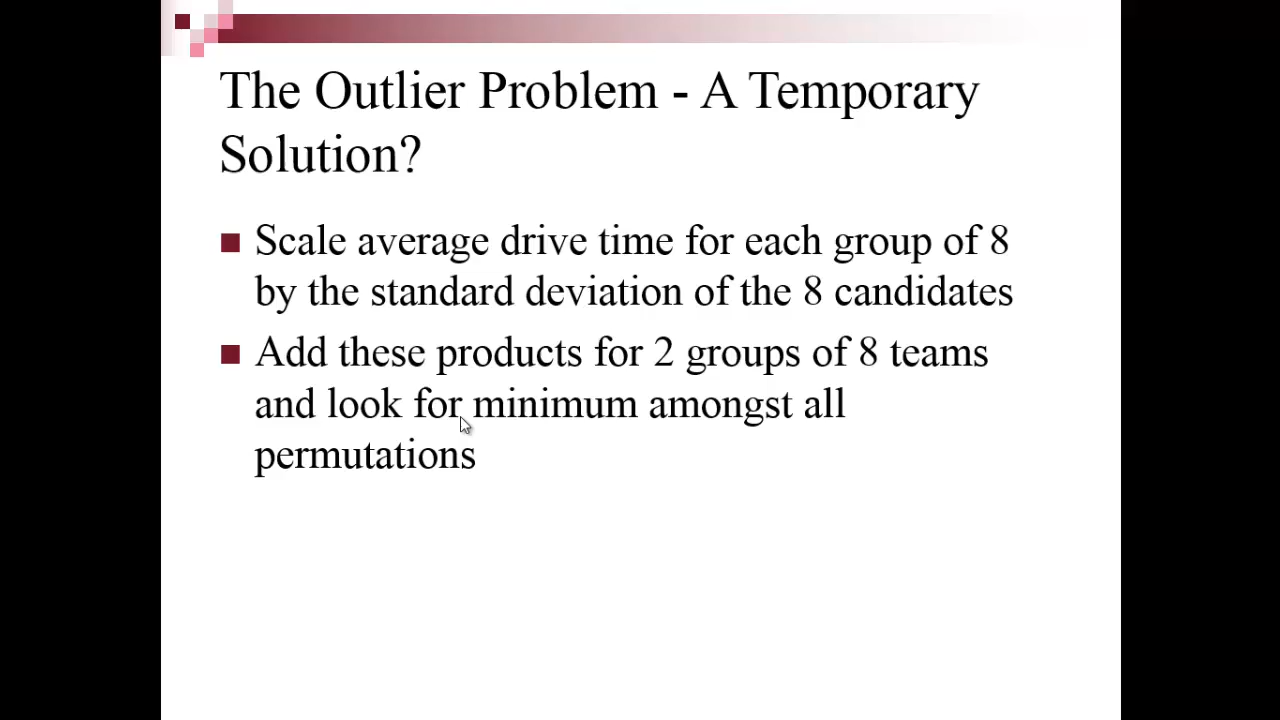 The Outlier Problem - A Temporary
Solution?
Scale average drive time for each group of 8
by the standard deviation of the 8 candidates
Add these products for 2 groups of 8 teams
and look for minimum amongst all
permutations